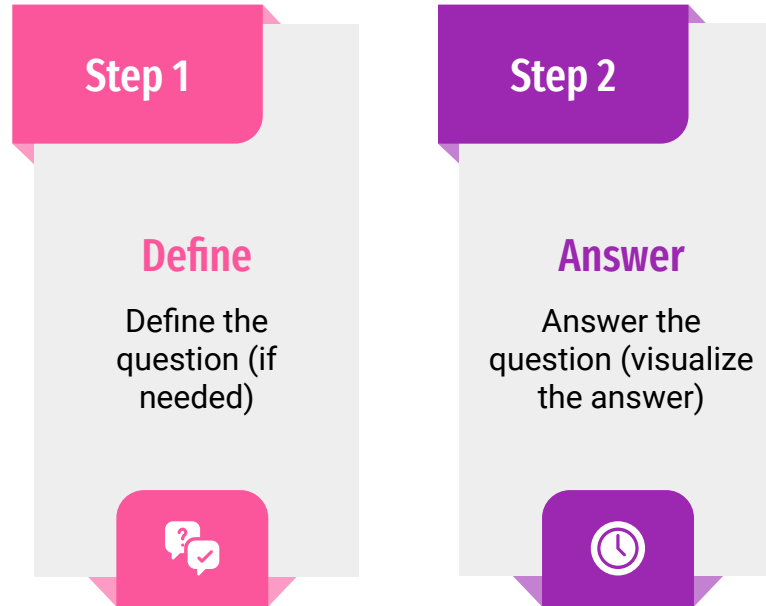 Step 1
Define
Define the
question (if
needed)
Step 2
Answer
Answer the
question (visualize
the answer)